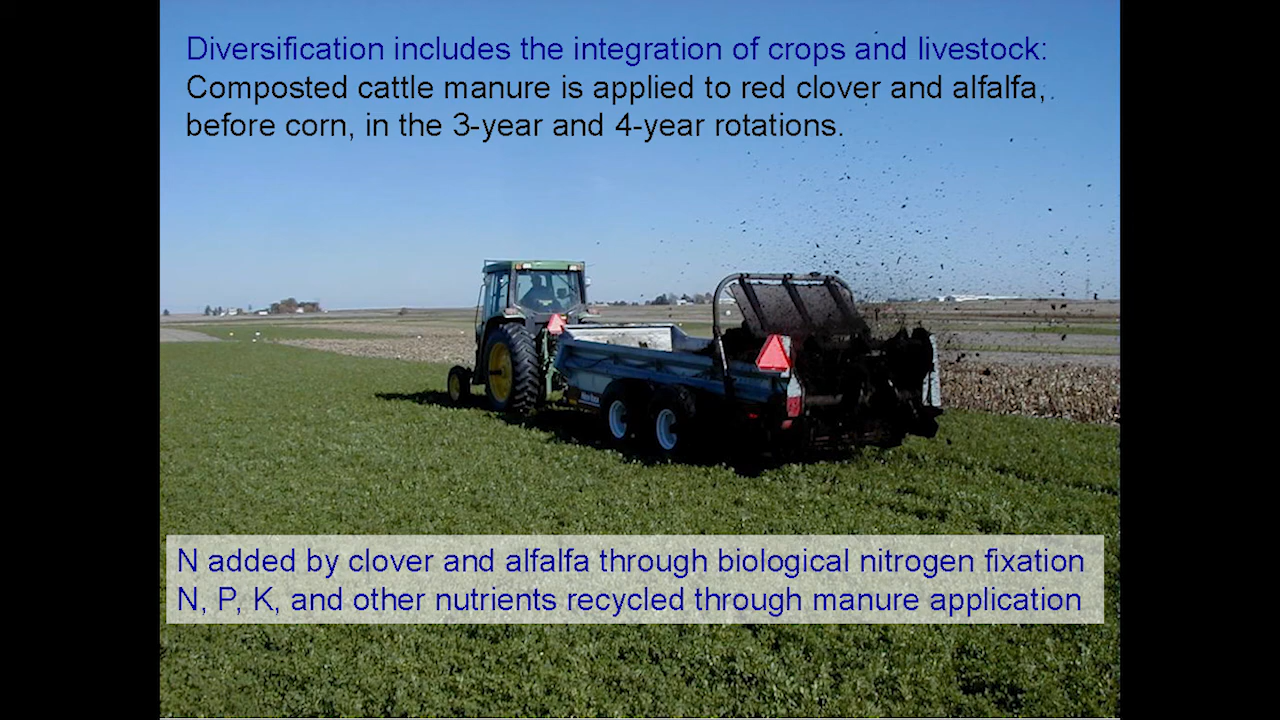 Diversification includes the integration of crops and livestock:
Composted cattle manure is applied to red clover and alfalfa,
before corn, in the 3-year and 4-year rotations.
N added by clover and alfalfa through biological nitrogen fixation
N, P, K, and other nutrients recycled through manure application